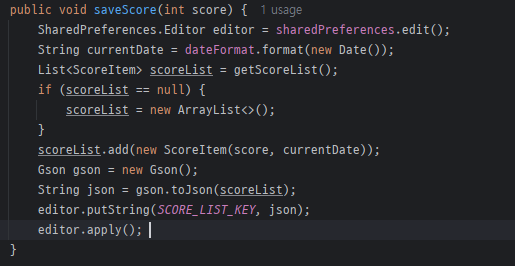 public void saveScore(int score) { 1 usage
    SharedPreferences.Editor editor = sharedPreferences.edit();
    String currentDate = dateFormat.format(new Date());
    List<ScoreItem> scoreList = getScoreList();
    if (scoreList == null) {
        scoreList = new ArrayList<>();
    }
    scoreList.add(new ScoreItem(score, currentDate));
    Gson gson = new Gson();
    String json = gson.toJson(scoreList);
    editor.putString(SCORE_LIST_KEY, json);
    editor.apply();
}